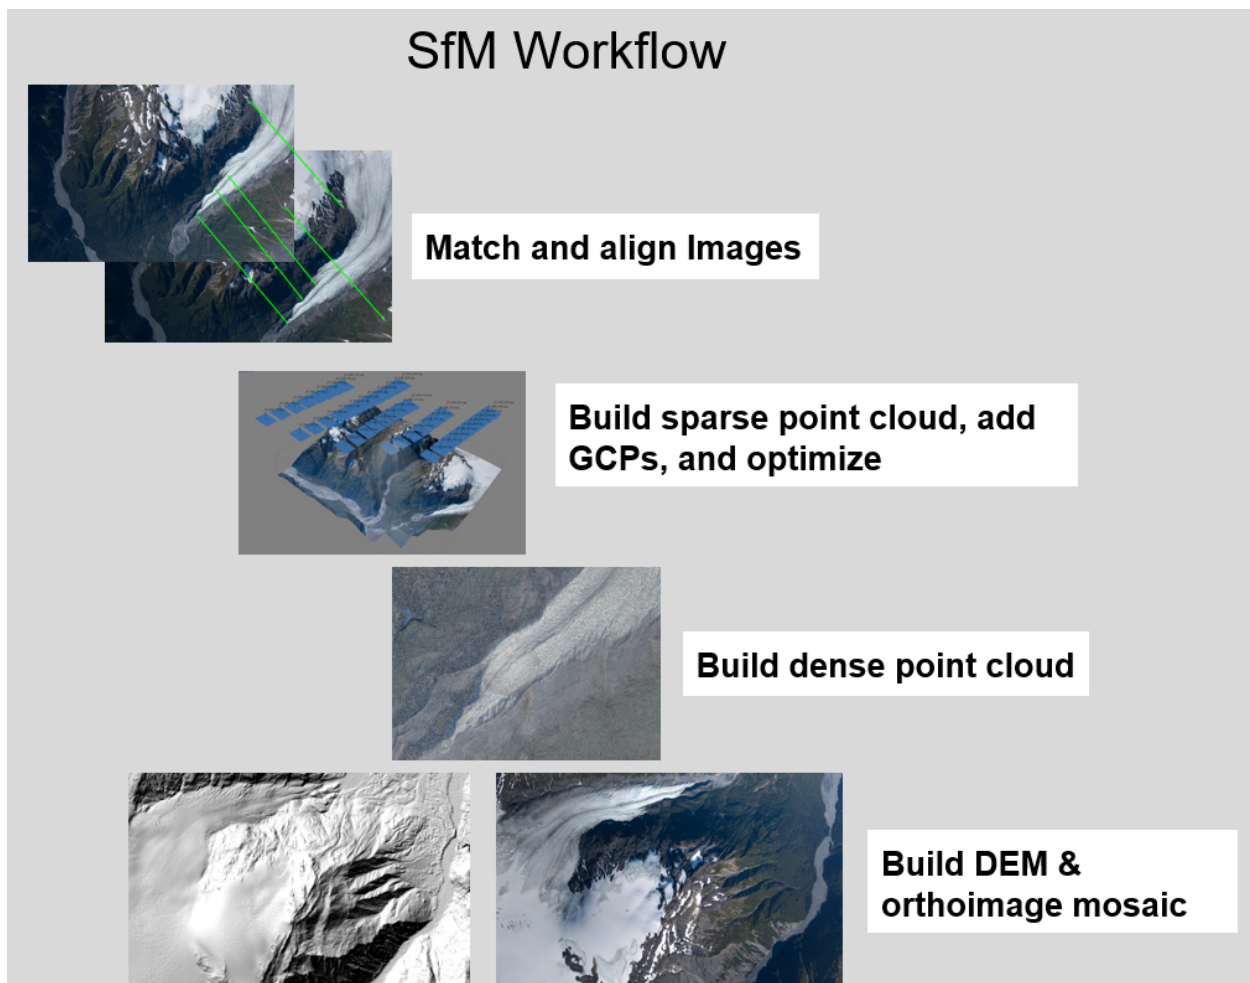 SfM Workflow
Match and align Images
Build sparse point cloud, add
GCPs, and optimize
Build dense point cloud
Build DEM &
orthoimage mosaic